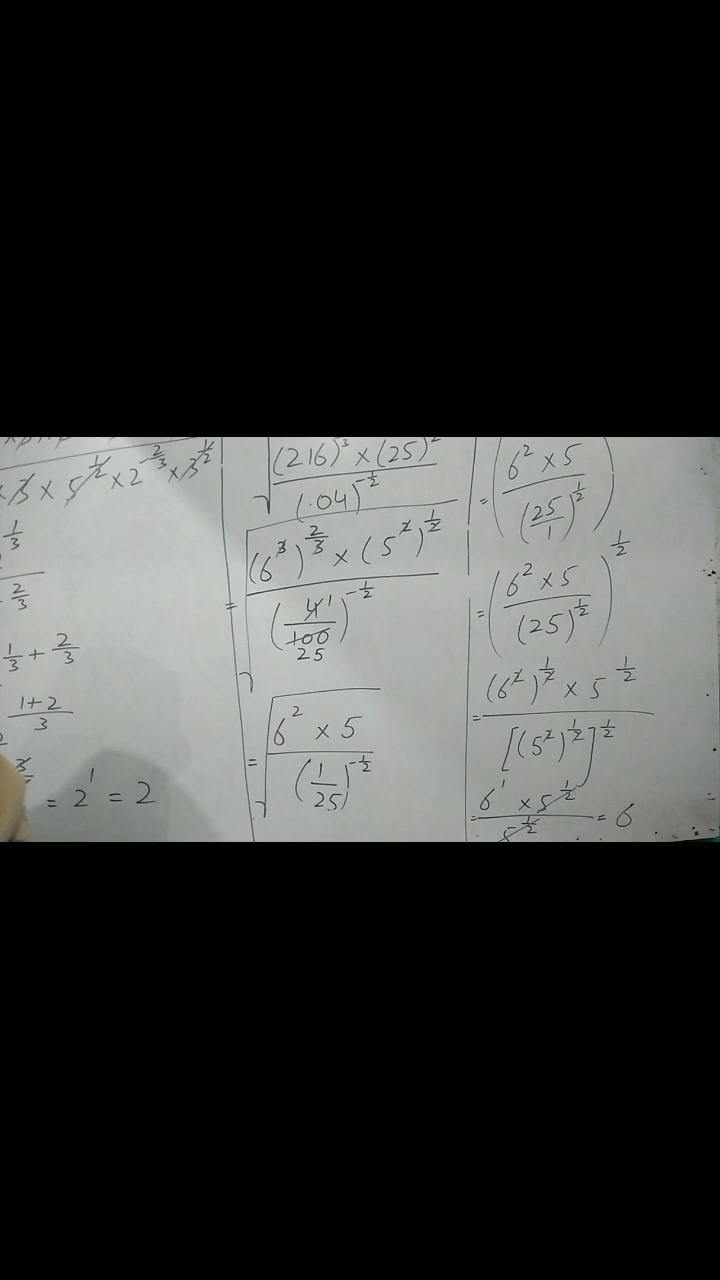 × 3 × 5^1/2 × 2^-2/3 × 3^1/2
1/3
2/3
1/3 + 2/3
1+2/3
= 2^1 = 2
√((216) × (25) / (.04)^-1/2)
= √((6^3)^2/3 × (5^2)^1/2 / (4 1/100 25)^-1/2)
= √(6^2 × 5 / (1/25)^-1/2)
= (6^2 × 5 / (25/1)^1/2)
= (6^2 × 5 / (25)^1/2)^1/2
= (6^2)^1/2 × 5^1/2 / [(5^2)^1/2]^1/2
= 6^1 × 5^1/2 / 5^1/2 = 6